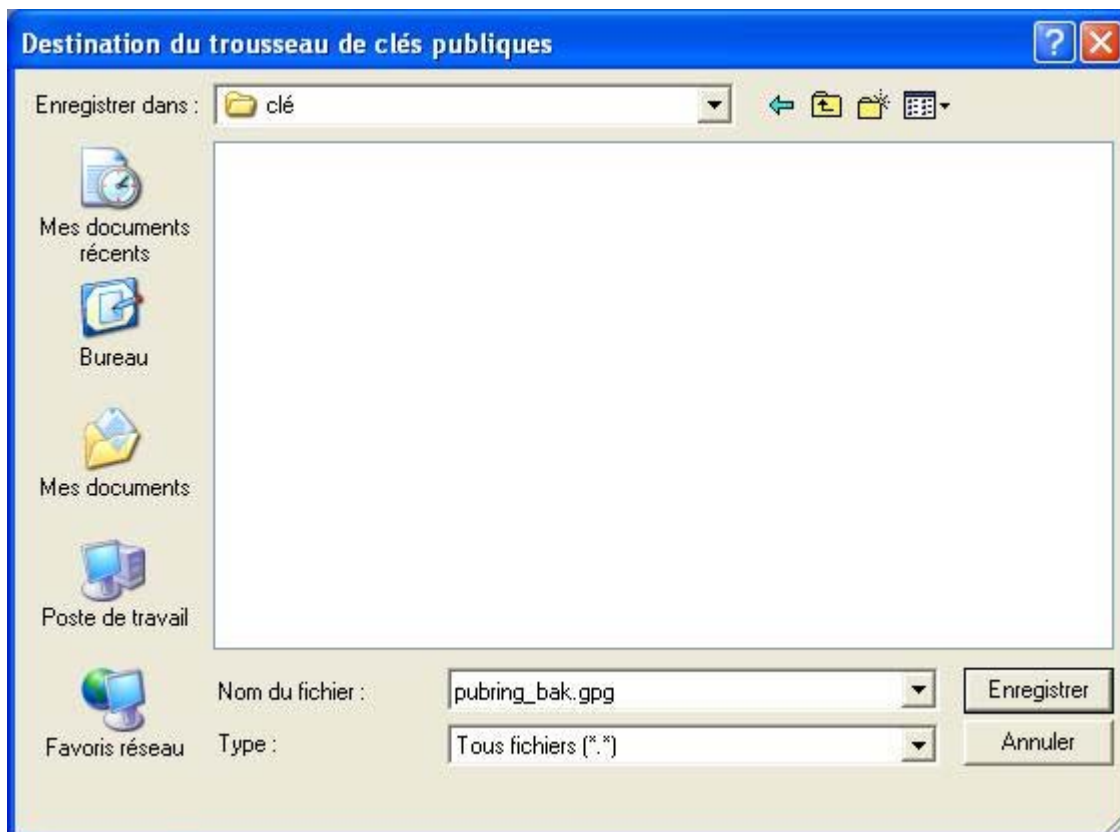 Destination du trousseau de clés publiques
Enregistrer dans :
clé
Mes documents
récents
Bureau
Mes documents
Poste de travail
Favoris réseau
Nom du fichier :
pubring_bak.gpg
Enregistrer
Type :
Tous fichiers (*.*)
Annuler